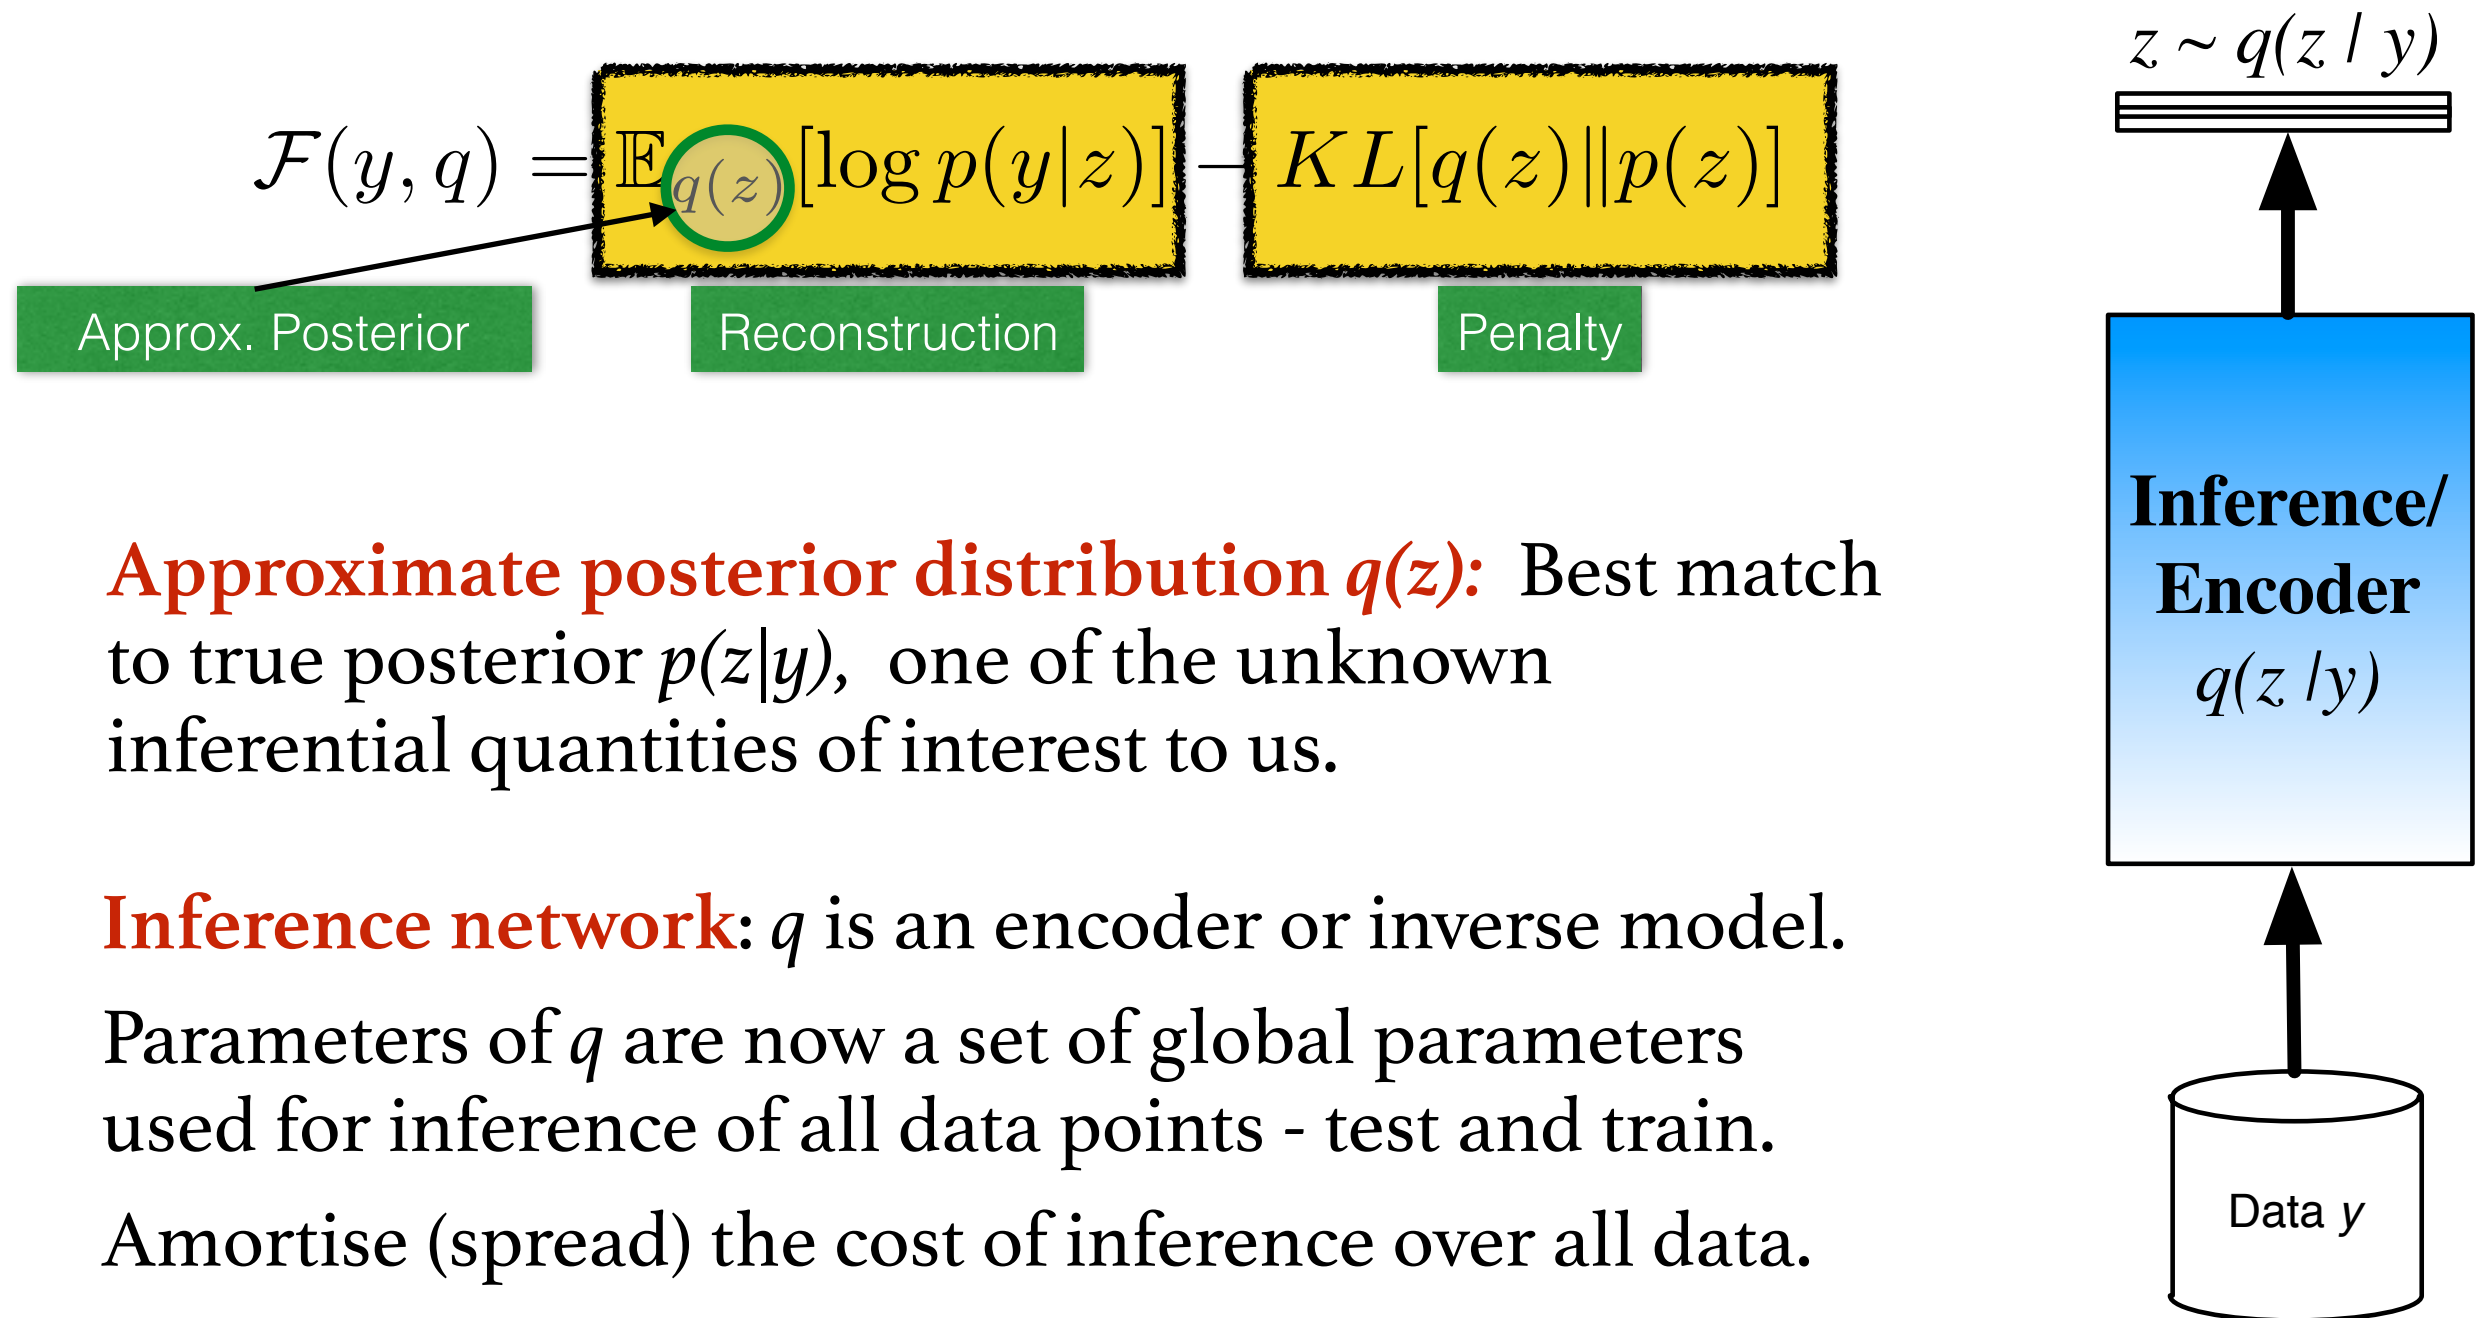 𝓕(y, q) = 𝔼q(z)[log p(y|z)] − KL[q(z)‖p(z)]
Approx. Posterior
Reconstruction
Penalty
Approximate posterior distribution q(z): Best match
to true posterior p(z|y), one of the unknown
inferential quantities of interest to us.
Inference network: q is an encoder or inverse model.
Parameters of q are now a set of global parameters
used for inference of all data points - test and train.
Amortise (spread) the cost of inference over all data.
z ~ q(z | y)
Inference/
Encoder
q(z |y)
Data y